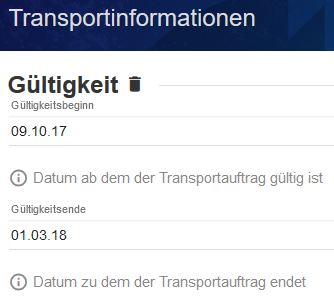 Transportinformationen
Gültigkeit
Gültigkeitsbeginn
09.10.17
Datum ab dem der Transportauftrag gültig ist
Gültigkeitsende
01.03.18
Datum zu dem der Transportauftrag endet